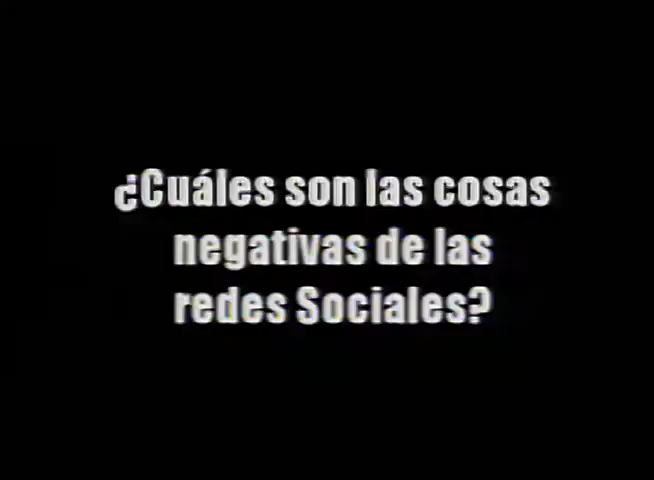 ¿Cuáles son las cosas
negativas de las
redes Sociales?